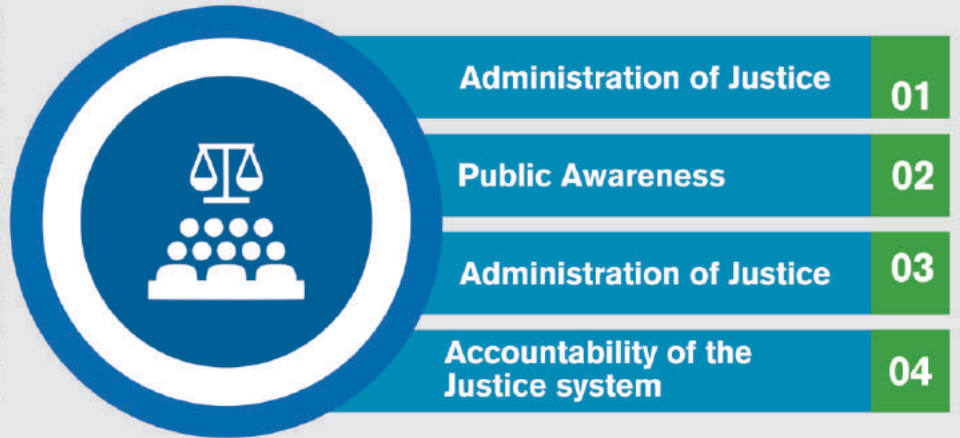 Administration of Justice
01
Public Awareness
02
Administration of Justice
03
Accountability of the
Justice system
04